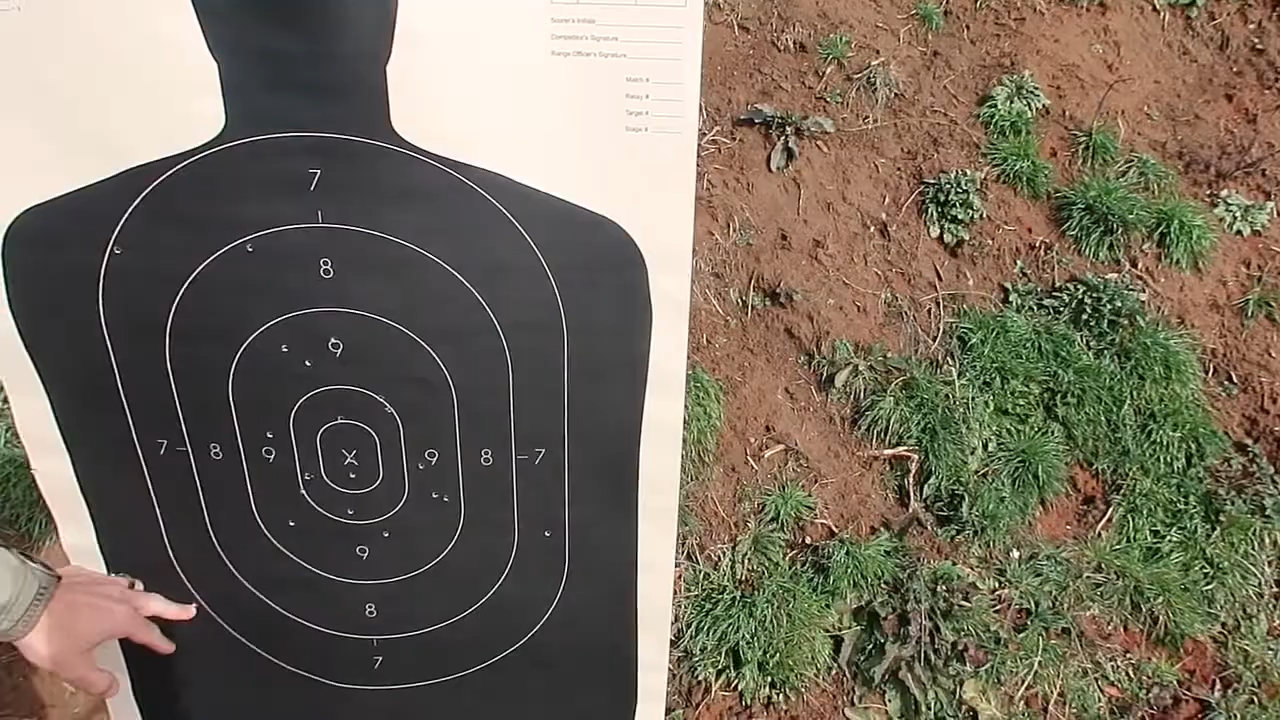 Scorer's Initials
Competitor's Signature
Range Officer's Signature
Match #
Relay #
Target #
Stage #
7
8
9
7 8 9 X 9 8 7
9
8
7